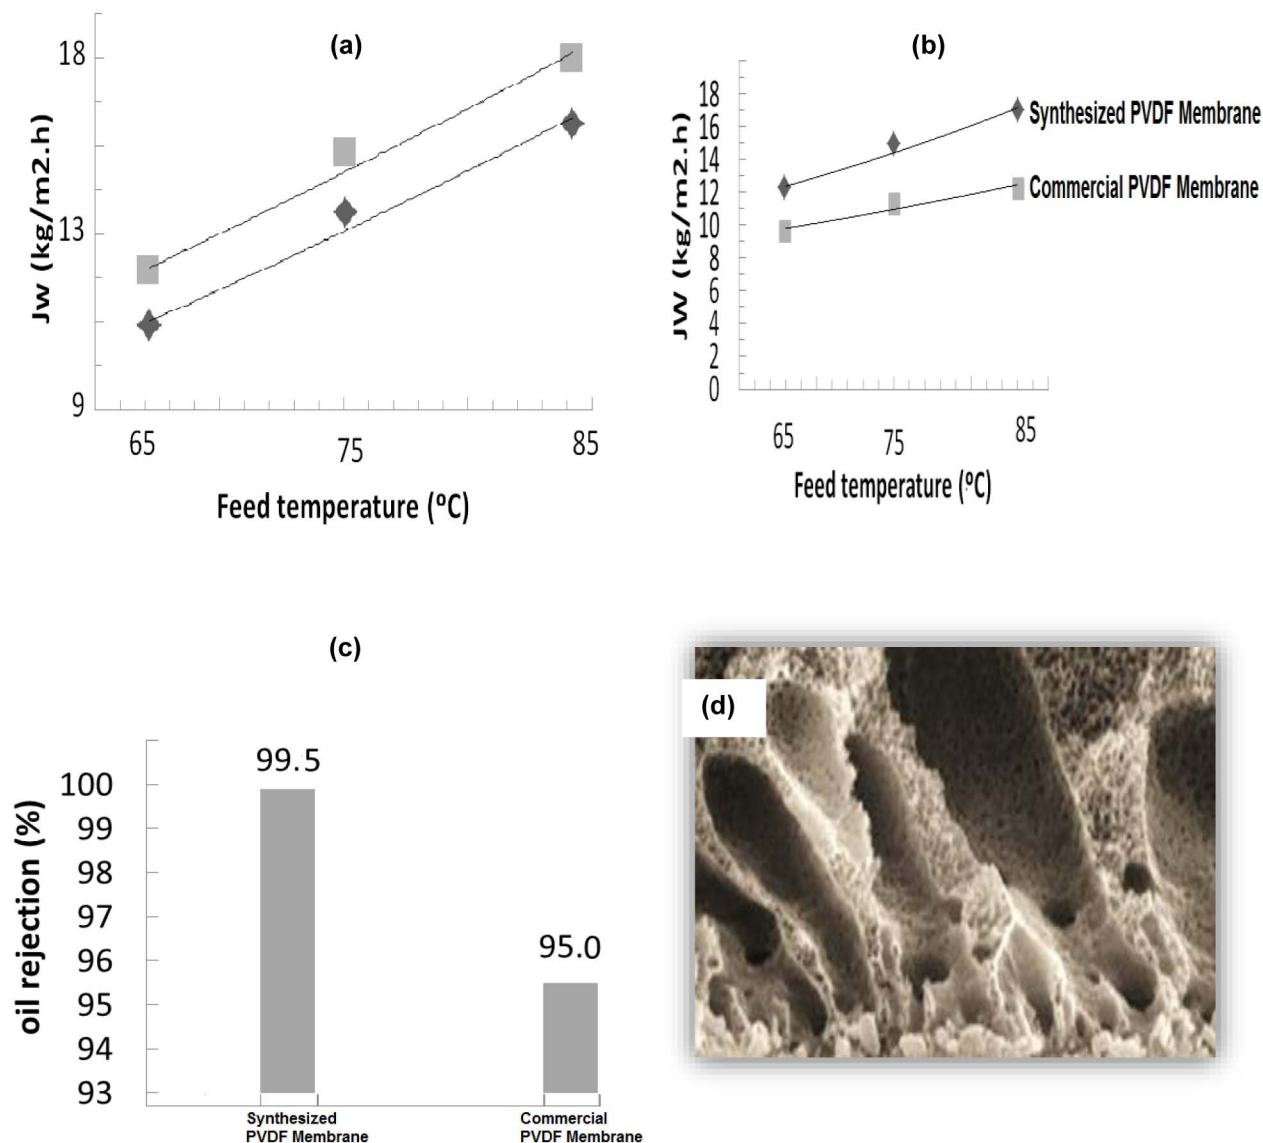 (a)
18
13
9
Jw (kg/m2.h)
65
75
85
Feed temperature (ºC)
(b)
18
16
14
12
10
8
6
4
2
0
JW (kg/m2.h)
Synthesized PVDF Membrane
Commercial PVDF Membrane
65
75
85
Feed temperature (ºC)
(c)
100
99
98
97
96
95
94
93
oil rejection (%)
99.5
95.0
Synthesized
PVDF Membrane
Commercial
PVDF Membrane
(d)